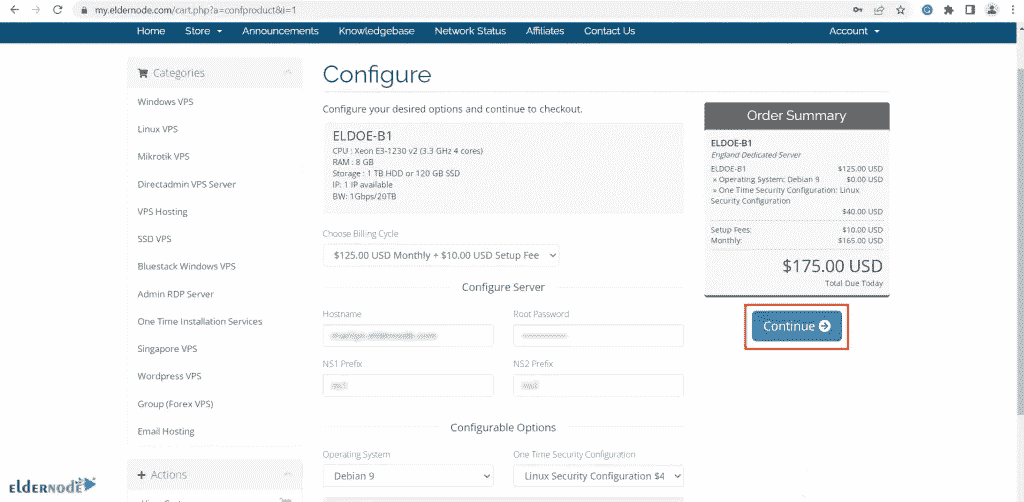 my.eldernode.com/cart.php?a=confproduct&i=1
Home Store Announcements Knowledgebase Network Status Affiliates Contact Us Account
Categories
Windows VPS
Linux VPS
Mikrotik VPS
Directadmin VPS Server
VPS Hosting
SSD VPS
Bluestack Windows VPS
Admin RDP Server
One Time Installation Services
Singapore VPS
Wordpress VPS
Group (Forex VPS)
Email Hosting
Actions
Configure
Configure your desired options and continue to checkout.
ELDOE-B1
CPU : Xeon E3-1230 v2 (3.3 GHz 4 cores)
RAM : 8 GB
Storage : 1 TB HDD or 120 GB SSD
IP: 1 IP available
BW: 1Gbps/20TB
Choose Billing Cycle
$125.00 USD Monthly + $10.00 USD Setup Fee
Configure Server
Hostname Root Password
NS1 Prefix NS2 Prefix
Configurable Options
Operating System One Time Security Configuration
Debian 9 Linux Security Configuration $4
Order Summary
ELDOE-B1
England Dedicated Server
ELDOE-B1 $125.00 USD
» Operating System: Debian 9 $0.00 USD
» One Time Security Configuration: Linux
Security Configuration
$40.00 USD
Setup Fees: $10.00 USD
Monthly: $165.00 USD
$175.00 USD
Total Due Today
Continue
ELDERNODE